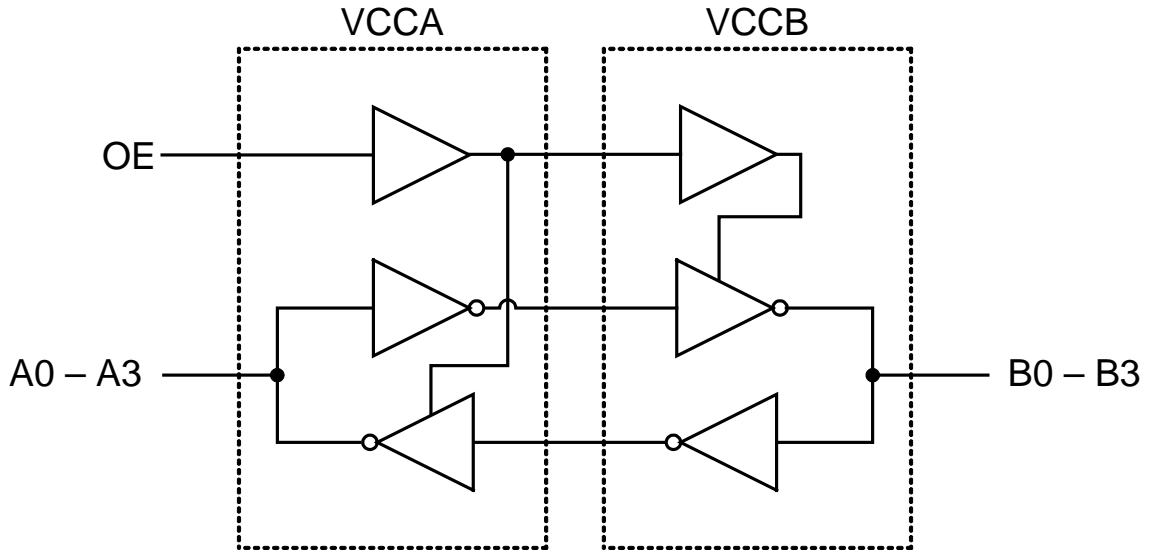 VCCA
VCCB
OE
A0 – A3
B0 – B3